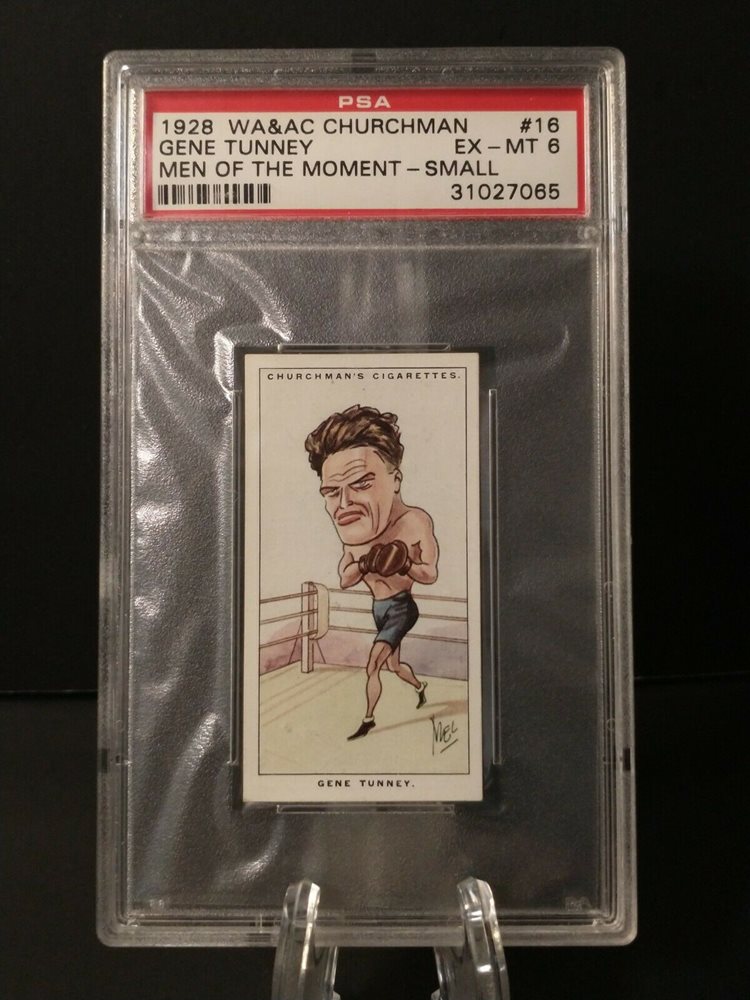 PSA
1928 WA&AC CHURCHMAN #16
GENE TUNNEY EX-MT 6
MEN OF THE MOMENT-SMALL
31027065
CHURCHMAN'S CIGARETTES.
MEL
GENE TUNNEY.